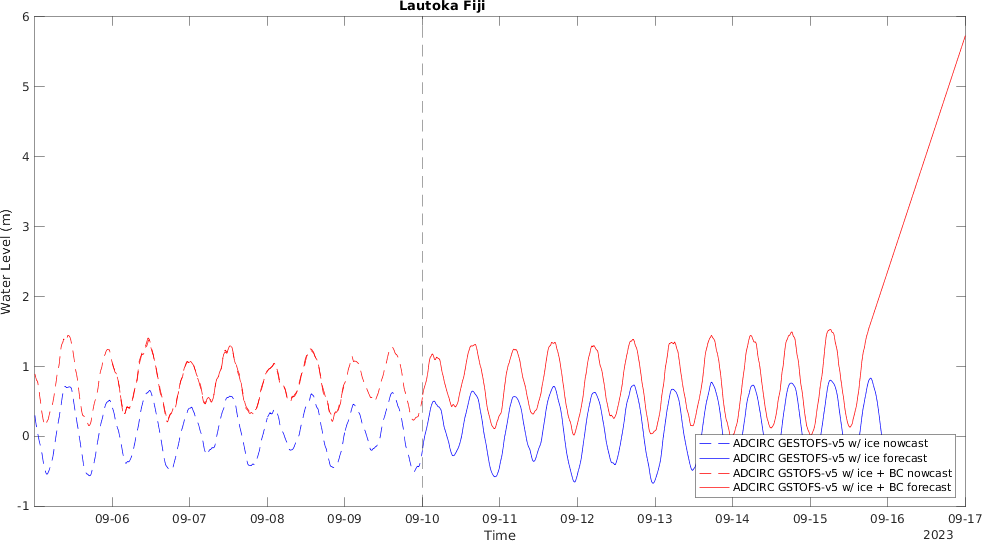 Lautoka Fiji
6
5
4
3
2
1
0
-1
Water Level (m)
ADCIRC GESTOFS-v5 w/ ice nowcast
ADCIRC GESTOFS-v5 w/ ice forecast
ADCIRC GSTOFS-v5 w/ ice + BC nowcast
ADCIRC GSTOFS-v5 w/ ice + BC forecast
09-06 09-07 09-08 09-09 09-10 09-11 09-12 09-13 09-14 09-15 09-16 09-17
Time
2023